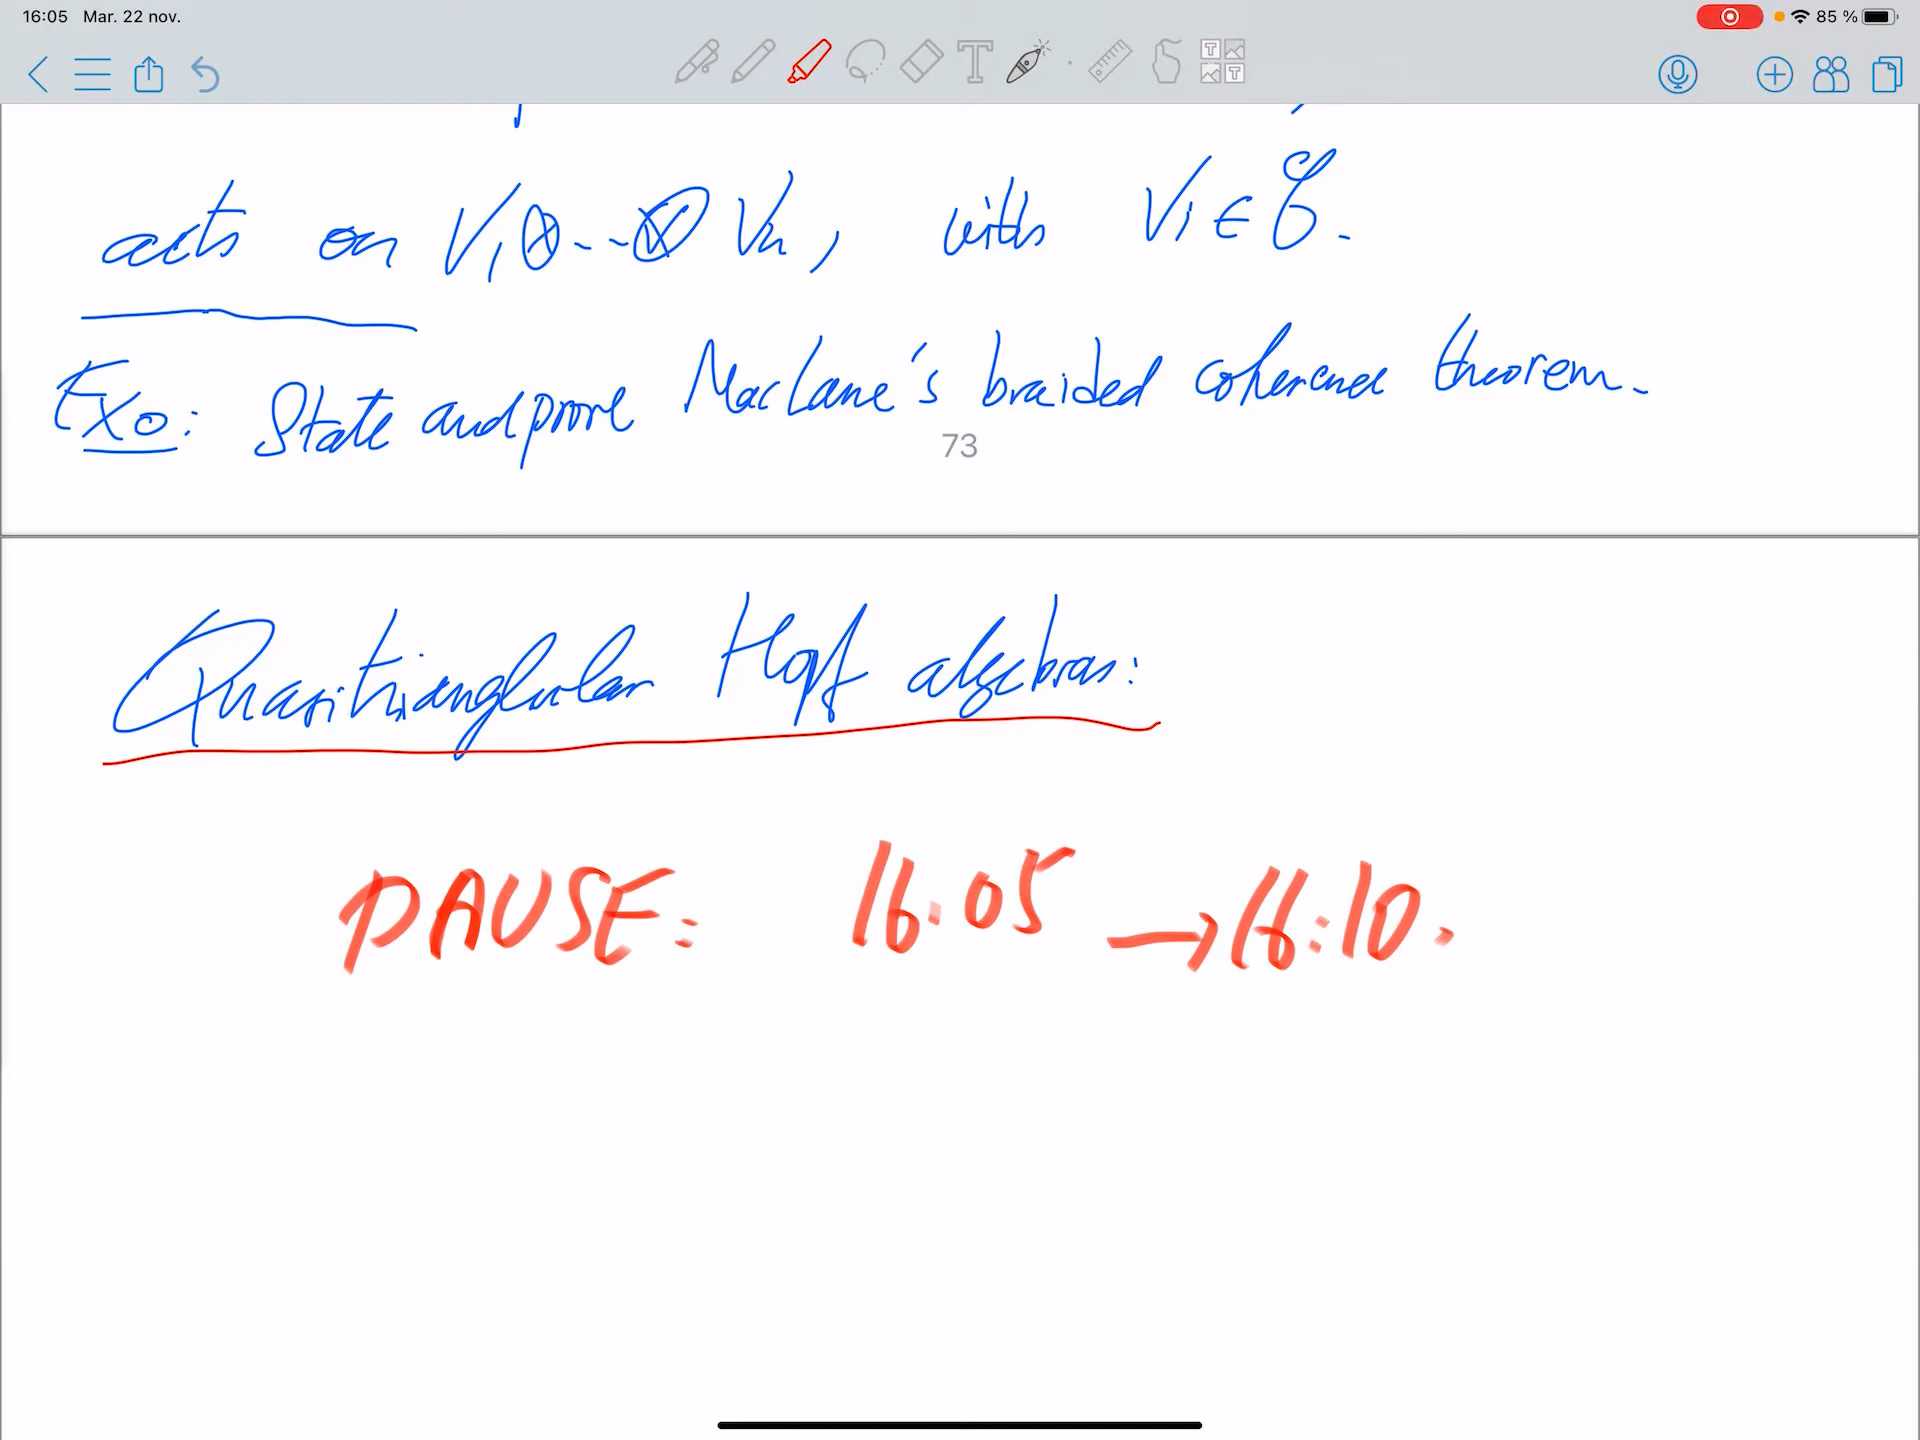 16:05 Mar. 22 nov.
85 %
acts on V₁⊗--⊗Vn, with Vi∈C.
Exo: State and prove MacLane's braided coherence theorem.
73
Quasitriangular Hopf algebras:
PAUSE: 16:05 → 16:10.